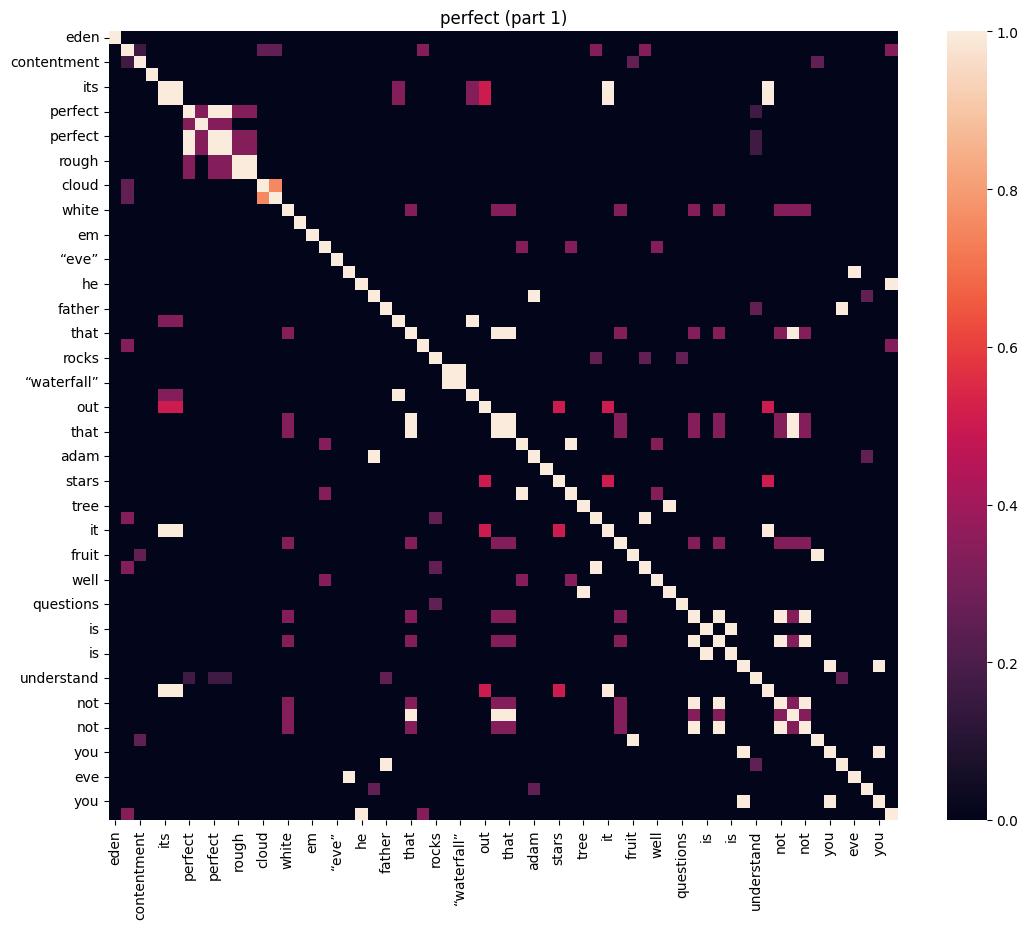 perfect (part 1)
eden
contentment
its
perfect
perfect
rough
cloud
white
em
“eve”
he
father
that
rocks
“waterfall”
out
that
adam
stars
tree
it
fruit
well
questions
is
is
understand
not
not
you
eve
you
1.0
0.8
0.6
0.4
0.2
0.0
eden
contentment
its
perfect
perfect
rough
cloud
white
em
“eve”
he
father
that
rocks
“waterfall”
out
that
adam
stars
tree
it
fruit
well
questions
is
is
understand
not
not
you
eve
you